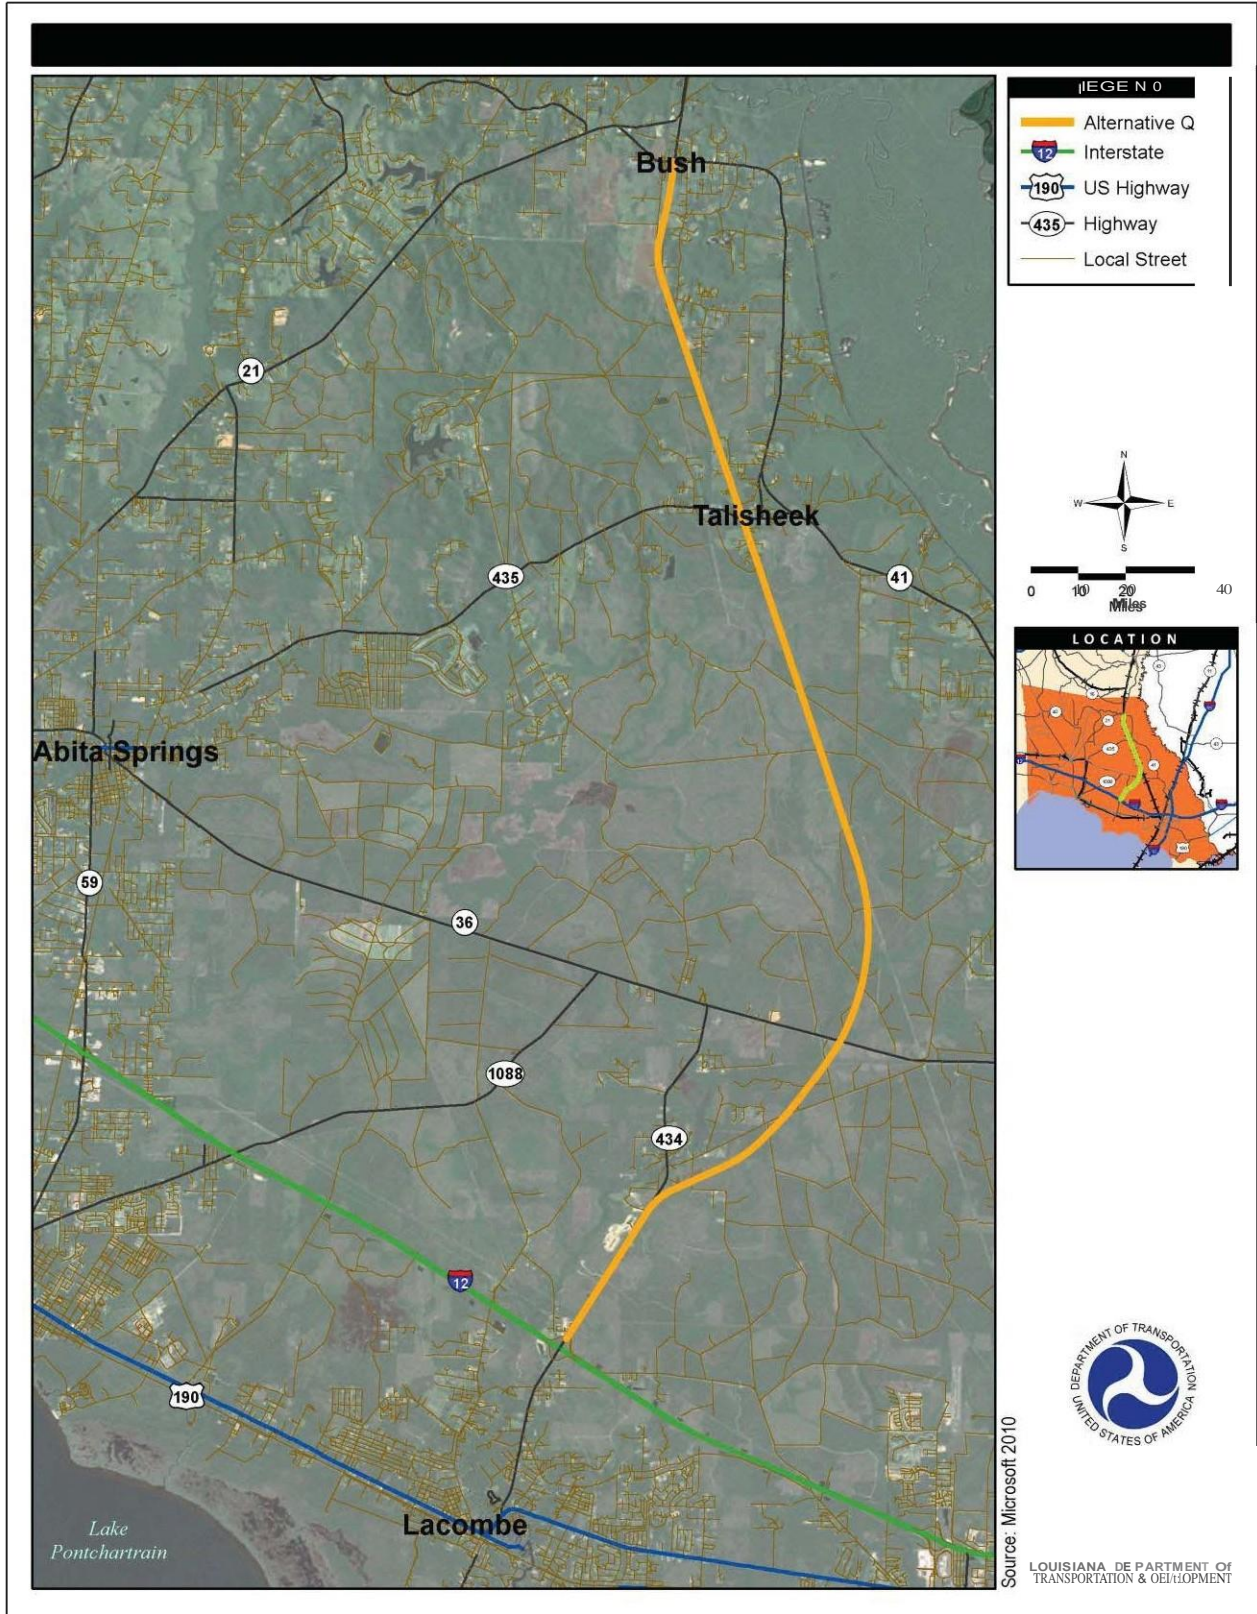 IEGE N 0
Alternative Q
12 Interstate
190 US Highway
435 Highway
Local Street
Bush
21
Talisheek
435
41
N
W E
S
0 10 20 40
Miles
LOCATION
Abita Springs
59
36
1088
434
12
190
Lacombe
Lake
Pontchartrain
Source: Microsoft 2010
DEPARTMENT OF TRANSPORTATION
UNITED STATES OF AMERICA
LOUISIANA DE PARTMENT Of